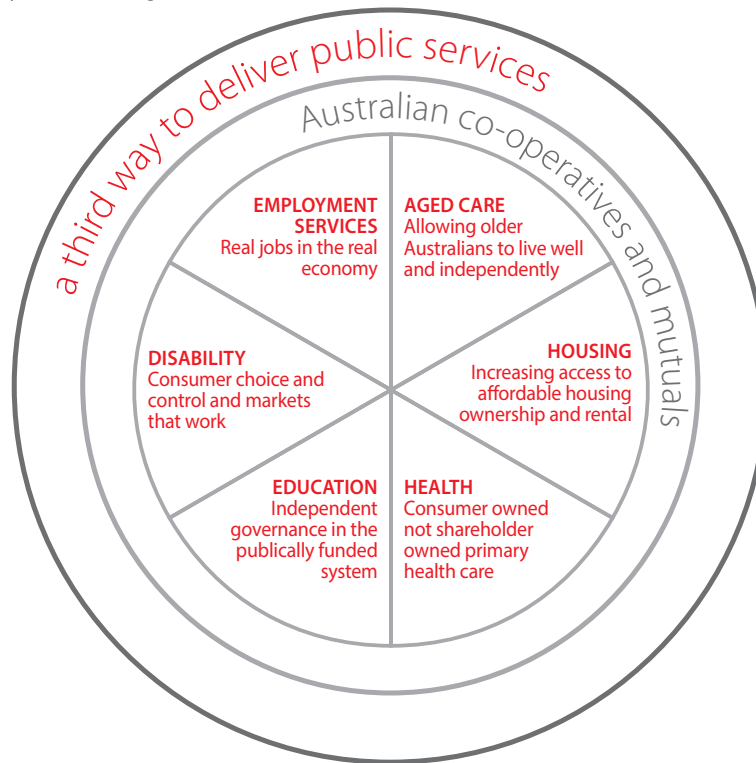 a third way to deliver public services
Australian co-operatives and mutuals
EMPLOYMENT
SERVICES
Real jobs in the real
economy
AGED CARE
Allowing older
Australians to live well
and independently
DISABILITY
Consumer choice and
control and markets
that work
HOUSING
Increasing access to
affordable housing
ownership and rental
EDUCATION
Independent
governance in the
publically funded
system
HEALTH
Consumer owned
not shareholder
owned primary
health care